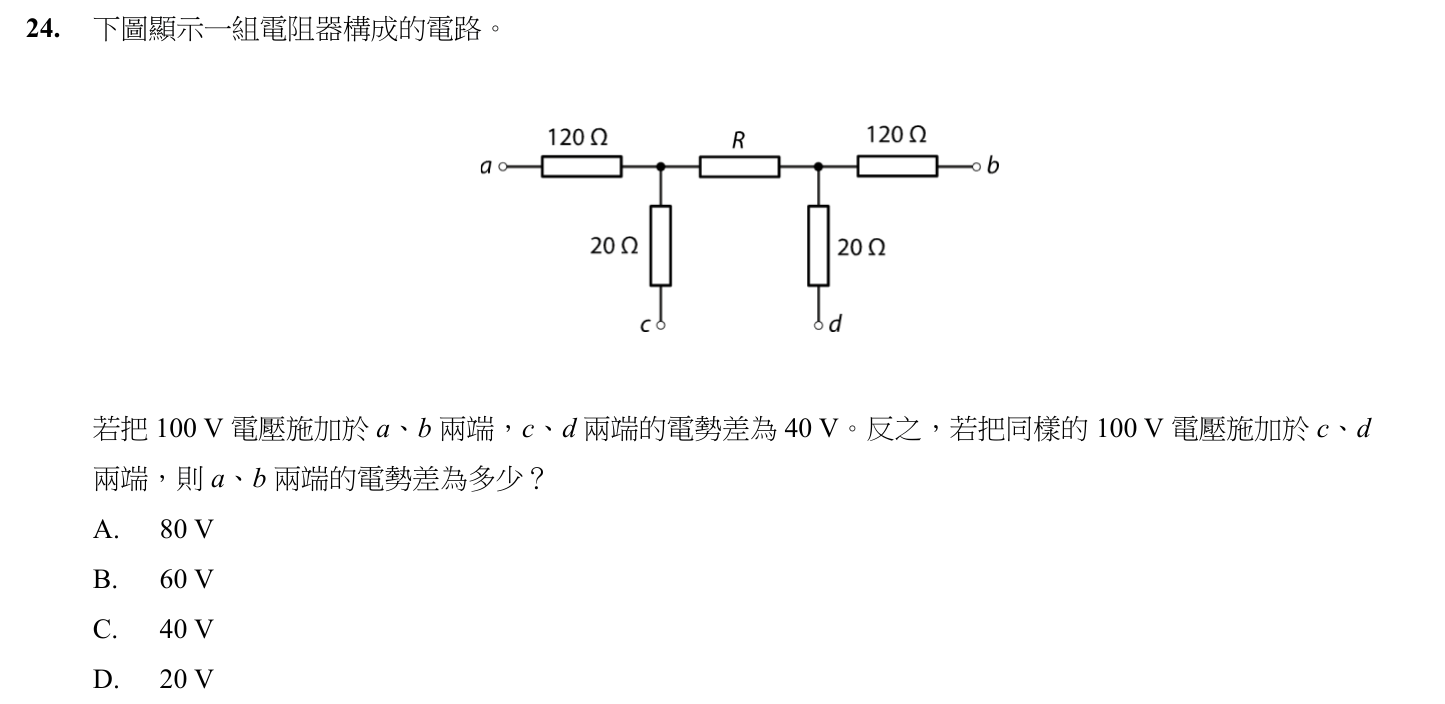 24. 下圖顯示一組電阻器構成的電路。
120 Ω R 120 Ω
a b
20 Ω 20 Ω
c d
若把 100 V 電壓施加於 a、b 兩端，c、d 兩端的電勢差為 40 V。反之，若把同樣的 100 V 電壓施加於 c、d
兩端，則 a、b 兩端的電勢差為多少？
A. 80 V
B. 60 V
C. 40 V
D. 20 V